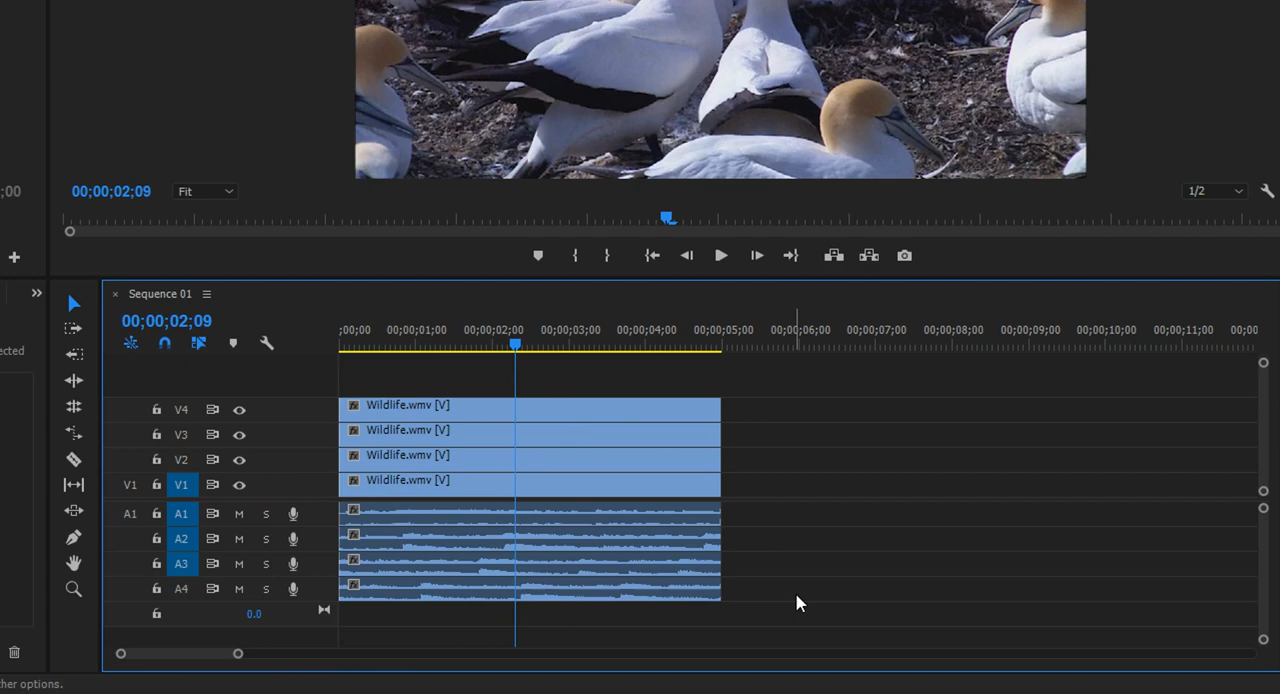 ;00
00;00;02;09
Fit
1/2
Sequence 01
00;00;02;09
;00;00 00;00;01;00 00;00;02;00 00;00;03;00 00;00;04;00 00;00;05;00 00;00;06;00 00;00;07;00 00;00;08;00 00;00;09;00 00;00;10;00 00;00;11;00 00;00
ected
V4 Wildlife.wmv [V]
V3 Wildlife.wmv [V]
V2 Wildlife.wmv [V]
V1 V1 Wildlife.wmv [V]
A1 A1 M S
A2 M S
A3 M S
A4 M S
0.0
her options.